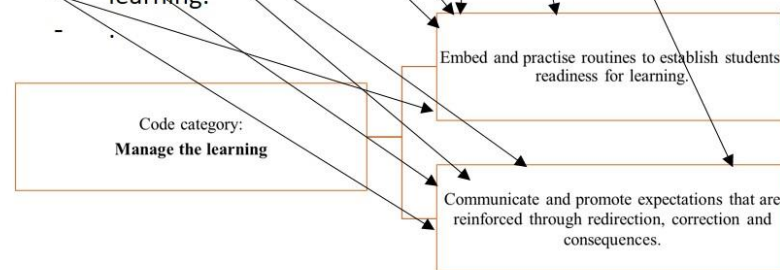 learning.
- .
Embed and practise routines to establish students
readiness for learning.
Code category:
Manage the learning
Communicate and promote expectations that are
reinforced through redirection, correction and
consequences.